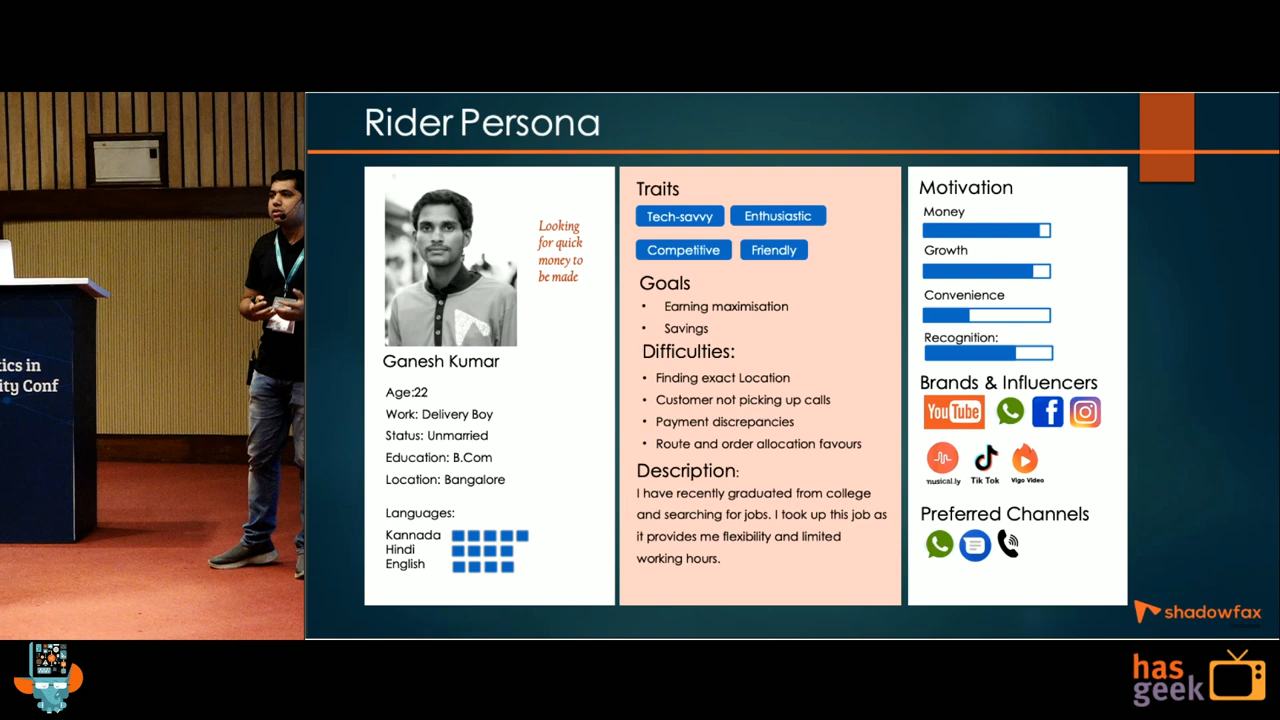 Rider Persona
Looking
for quick
money to
be made
Ganesh Kumar
Age:22
Work: Delivery Boy
Status: Unmarried
Education: B.Com
Location: Bangalore
Languages:
Kannada
Hindi
English
Traits
Tech-savvy
Enthusiastic
Competitive
Friendly
Goals
• Earning maximisation
• Savings
Difficulties:
• Finding exact Location
• Customer not picking up calls
• Payment discrepancies
• Route and order allocation favours
Description:
I have recently graduated from college
and searching for jobs. I took up this job as
it provides me flexibility and limited
working hours.
Motivation
Money
Growth
Convenience
Recognition:
Brands & Influencers
YouTube
musical.ly
Tik Tok
Vigo Video
Preferred Channels
shadowfax
tics in
ity Conf
has
geek